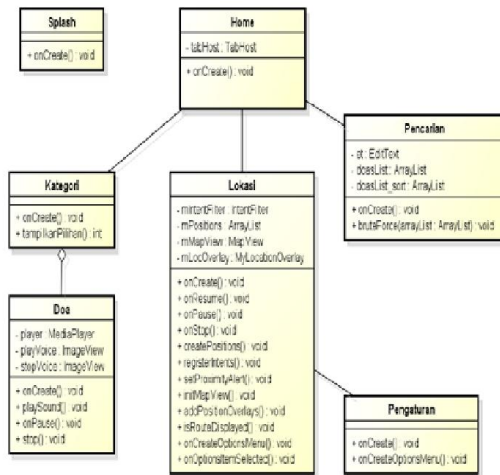 Splash
+ onCreate() : void
Home
- tabHost : TabHost
+ onCreate() : void
Pencarian
- et : EditText
- doasList : ArrayList
- doasList_sort : ArrayList
+ onCreate() : void
+ bruteForce(arrayList : ArrayList) : void
Kategori
+ onCreate() : void
+ tampilkanPilihan() : int
Lokasi
- mIntentFilter : IntentFilter
- mPositions : ArrayList
- mMapView : MapView
- mLocOverlay : MyLocationOverlay
+ onCreate() : void
+ onResume() : void
+ onPause() : void
+ onStop() : void
+ createPositions() : void
+ registerIntents() : void
+ setProximityAlert() : void
+ initMapView() : void
+ addPositionOverlays() : void
+ isRouteDisplayed() : void
+ onCreateOptionsMenu() : void
+ onOptionsItemSelected() : void
Doa
- player : MediaPlayer
- playVoice : ImageView
- stopVoice : ImageView
+ onCreate() : void
+ playSound() : void
+ onPause() : void
+ stop() : void
Pengaturan
+ onCreate() : void
+ onCreateOptionsMenu() : void